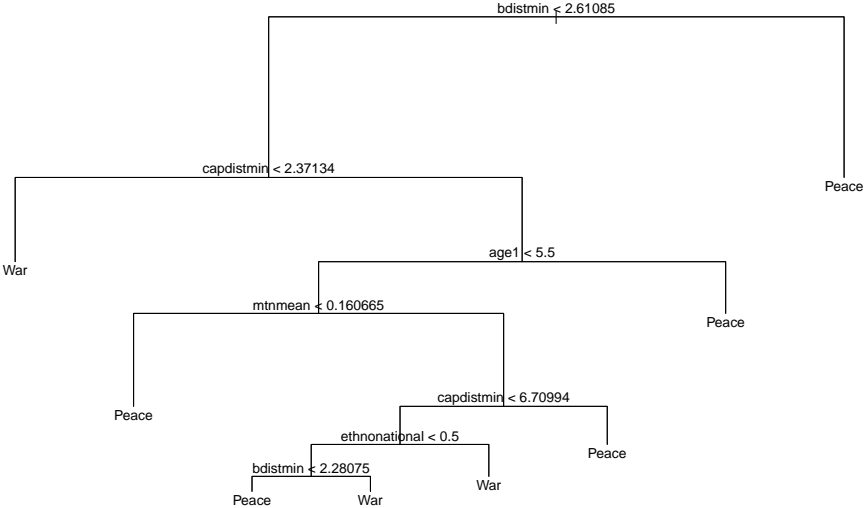 bdistmin < 2.61085
capdistmin < 2.37134
Peace
War
age1 < 5.5
mtnmean < 0.160665
Peace
Peace
capdistmin < 6.70994
ethnonational < 0.5
Peace
bdistmin < 2.28075
War
Peace
War